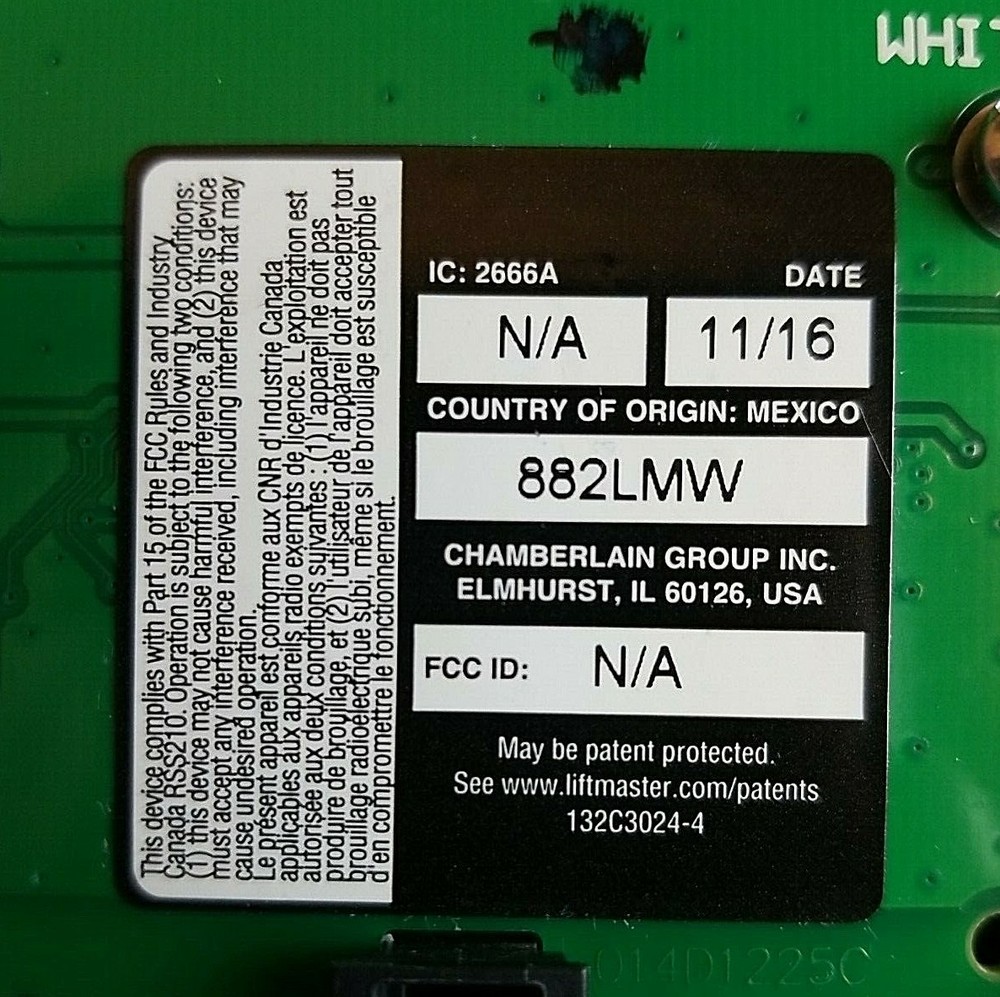 WHI
This device complies with Part 15 of the FCC Rules and Industry
Canada RSS210. Operation is subject to the following two conditions:
(1) this device may not cause harmful interference, and (2) this device
must accept any interference received, including interference that may
cause undesired operation.
Le présent appareil est conforme aux CNR d'Industrie Canada
applicables aux appareils radio exempts de licence. L'exploitation est
autorisée aux deux conditions suivantes : (1) l'appareil ne doit pas
produire de brouillage, et (2) l'utilisateur de l'appareil doit accepter tout
brouillage radioélectrique subi, même si le brouillage est susceptible
d'en compromettre le fonctionnement.
IC: 2666A DATE
N/A 11/16
COUNTRY OF ORIGIN: MEXICO
882LMW
CHAMBERLAIN GROUP INC.
ELMHURST, IL 60126, USA
FCC ID: N/A
May be patent protected.
See www.liftmaster.com/patents
132C3024-4
014D1225C